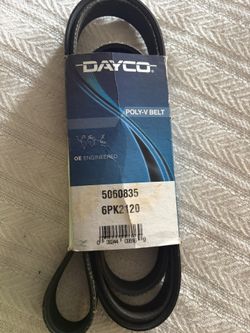 DAYCO
POLY-V BELT
OE ENGINEERED
5060835
6PK2120